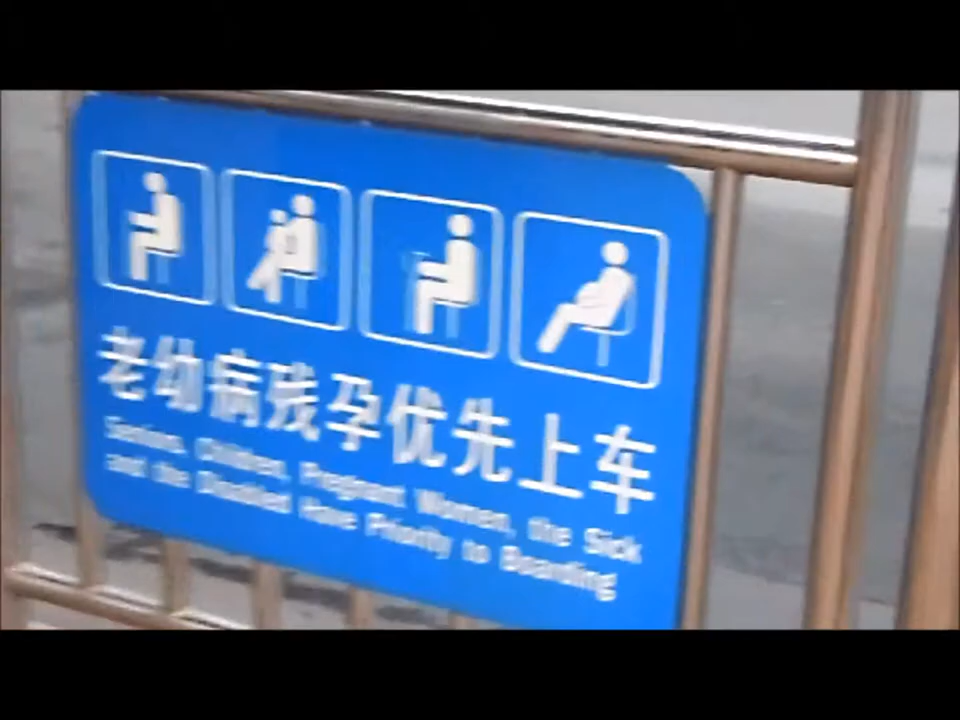 老幼病残孕优先上车
Seniors, Children, Pregnant Women, the Sick
and the Disabled Have Priority to Boarding